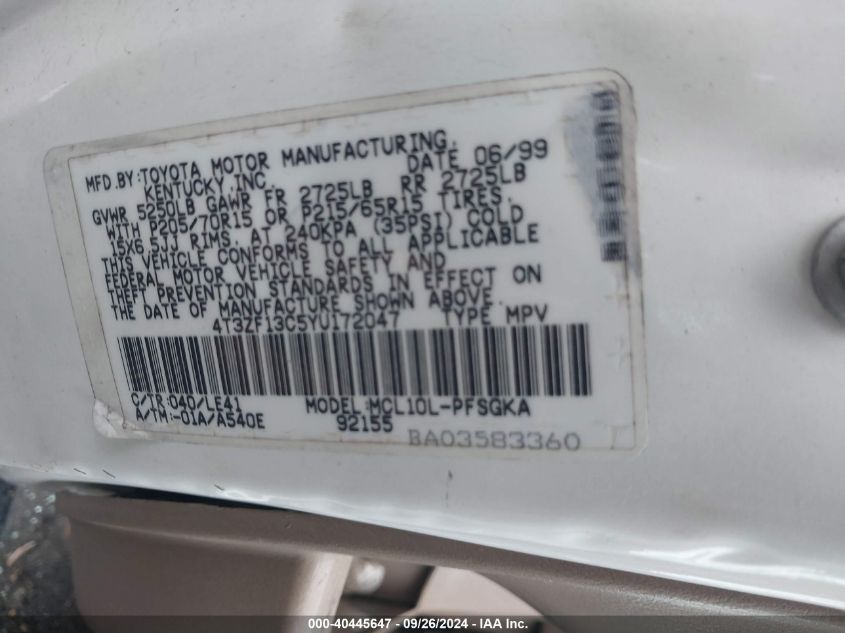 MFD.BY:TOYOTA MOTOR MANUFACTURING.
KENTUCKY,INC. DATE 06/99
GVWR 5250LB GAWR FR 2725LB RR 2725LB
WITH P205/70R15 OR P215/65R15 TIRES.
15X6.5JJ RIMS. AT 240KPA (35PSI) COLD
THIS VEHICLE CONFORMS TO ALL APPLICABLE
FEDERAL MOTOR VEHICLE SAFETY AND
THEFT PREVENTION STANDARDS IN EFFECT ON
THE DATE OF MANUFACTURE SHOWN ABOVE.
4T3ZF13C5YU172047 TYPE MPV
C/TR:040/LE41 MODEL:MCL10L-PFSGKA
A/TM:-01A/A540E 92155
BA03583360
000-40445647 / 09/26/2024 - IAA Inc.